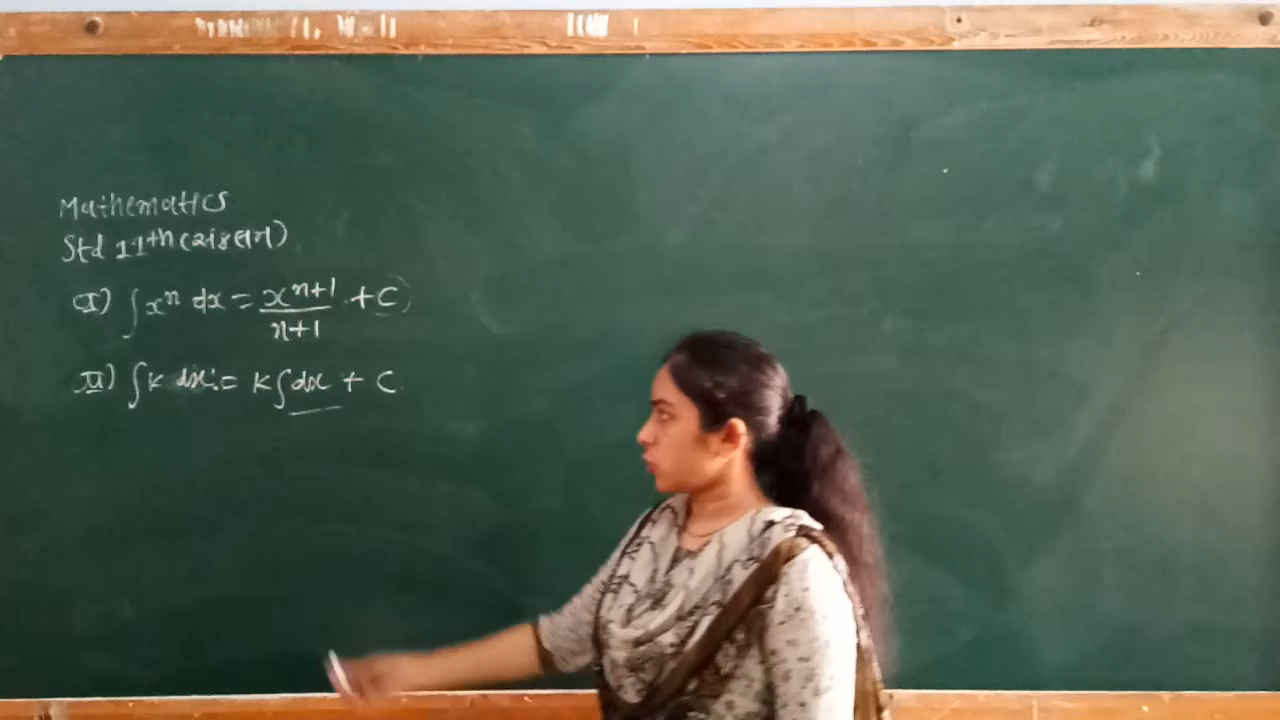 Mathematics
Std 11th
I) ∫xⁿ dx = xⁿ⁺¹/n+1 + C
II) ∫K dx = K∫dx + C